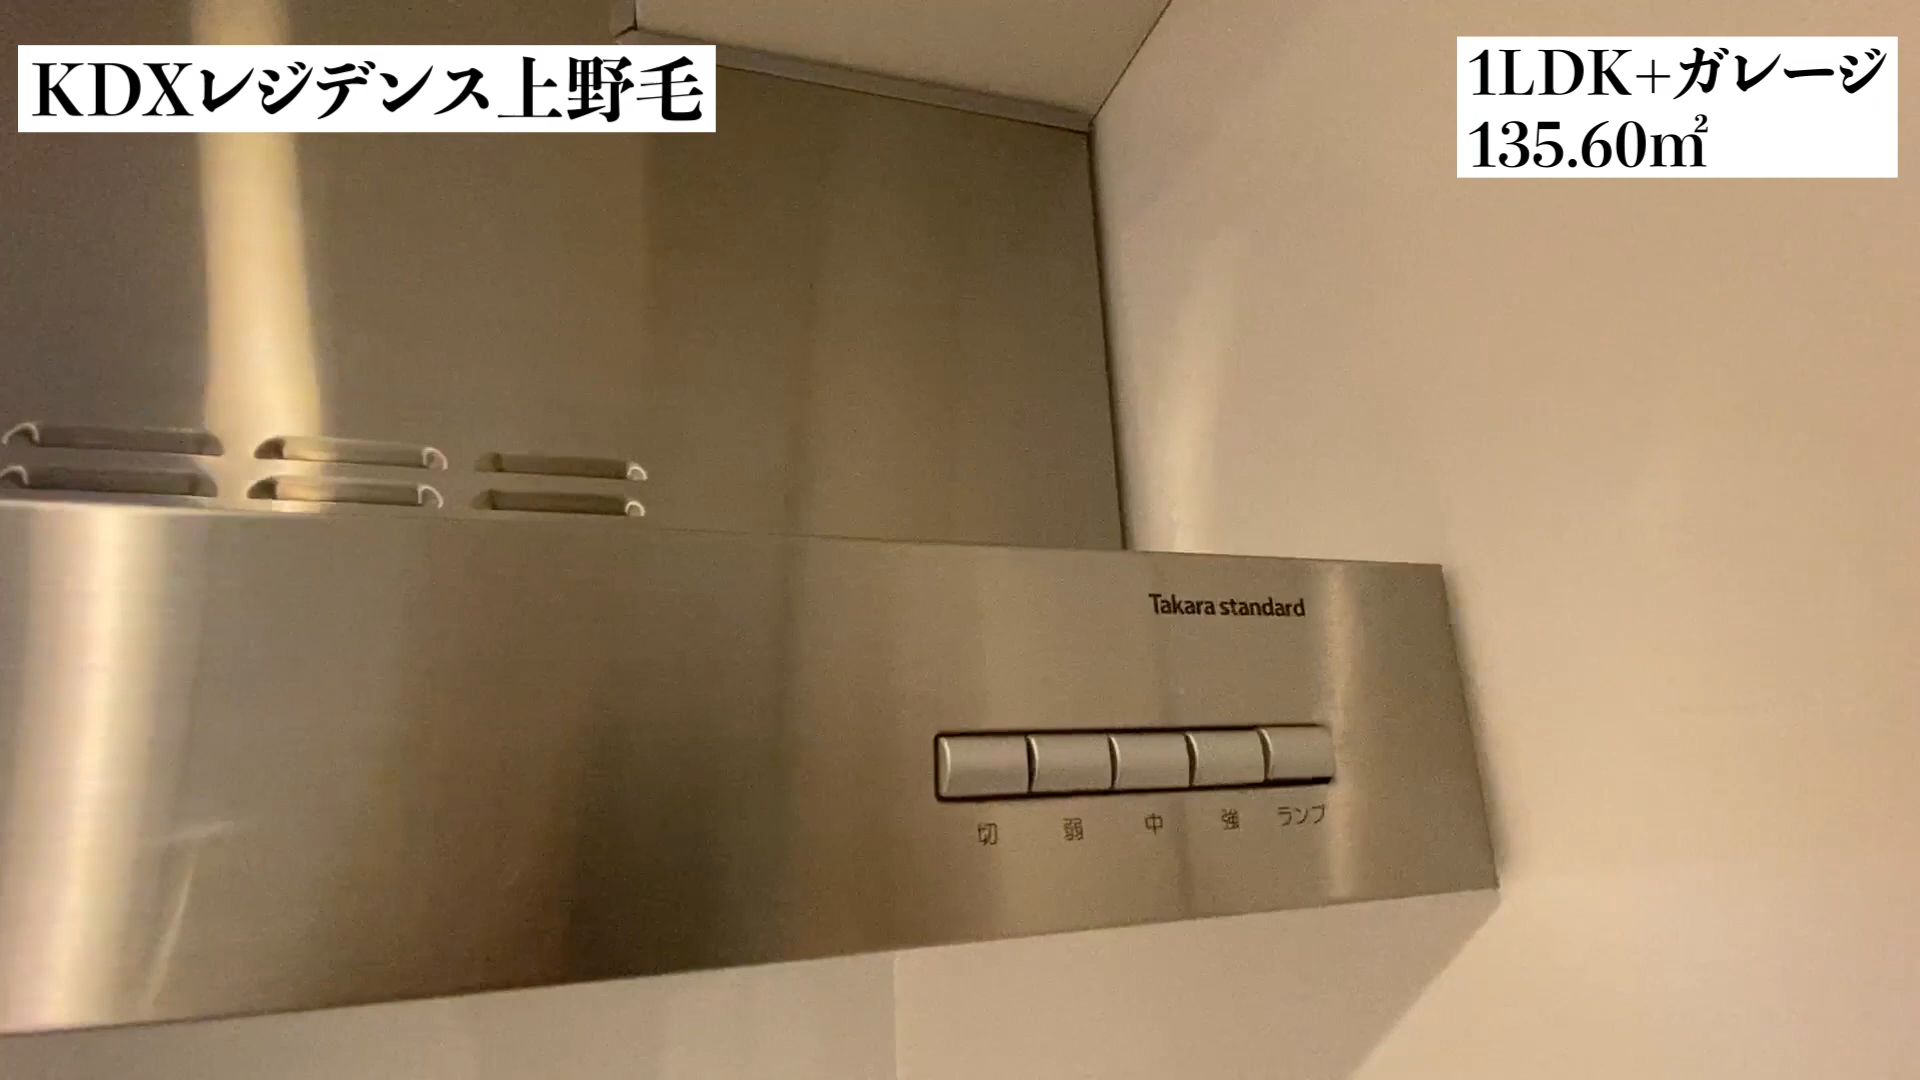 KDXレジデンス上野毛
1LDK+ガレージ
135.60㎡
Takara standard
切 弱 中 強 ランプ